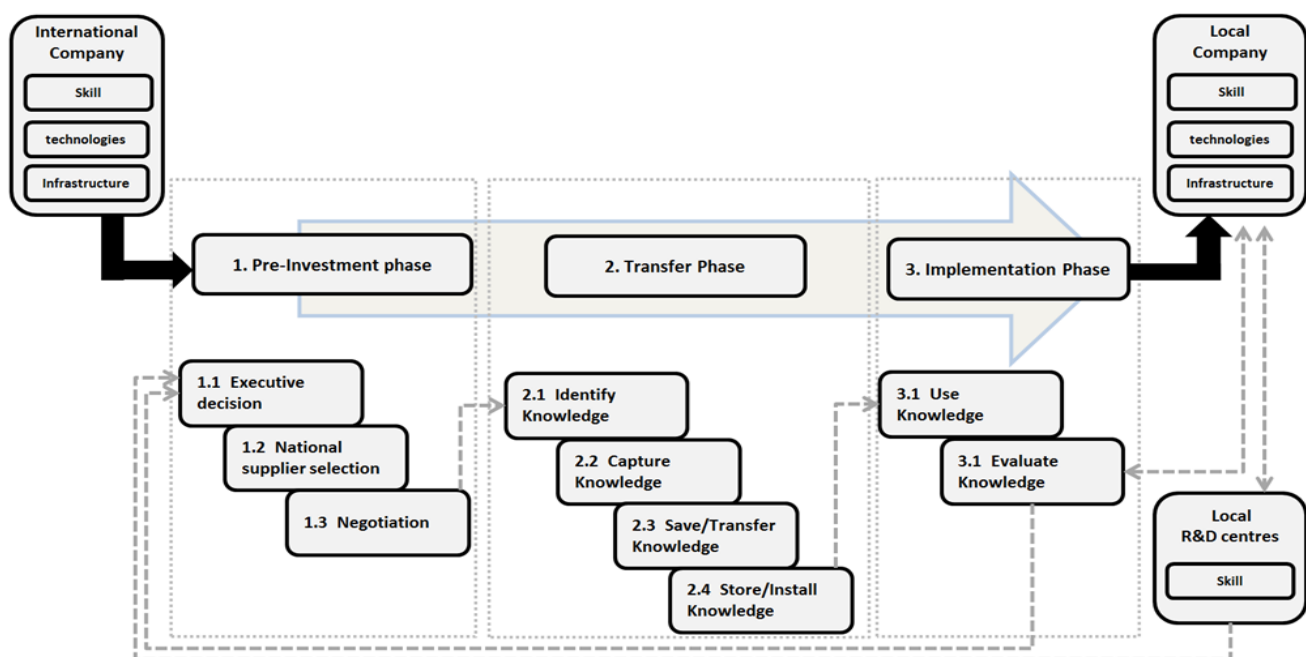 International
Company
Skill
technologies
Infrastructure
Local
Company
Skill
technologies
Infrastructure
1. Pre-Investment phase
2. Transfer Phase
3. Implementation Phase
1.1 Executive
decision
1.2 National
supplier selection
1.3 Negotiation
2.1 Identify
Knowledge
2.2 Capture
Knowledge
2.3 Save/Transfer
Knowledge
2.4 Store/Install
Knowledge
3.1 Use
Knowledge
3.1 Evaluate
Knowledge
Local
R&D centres
Skill